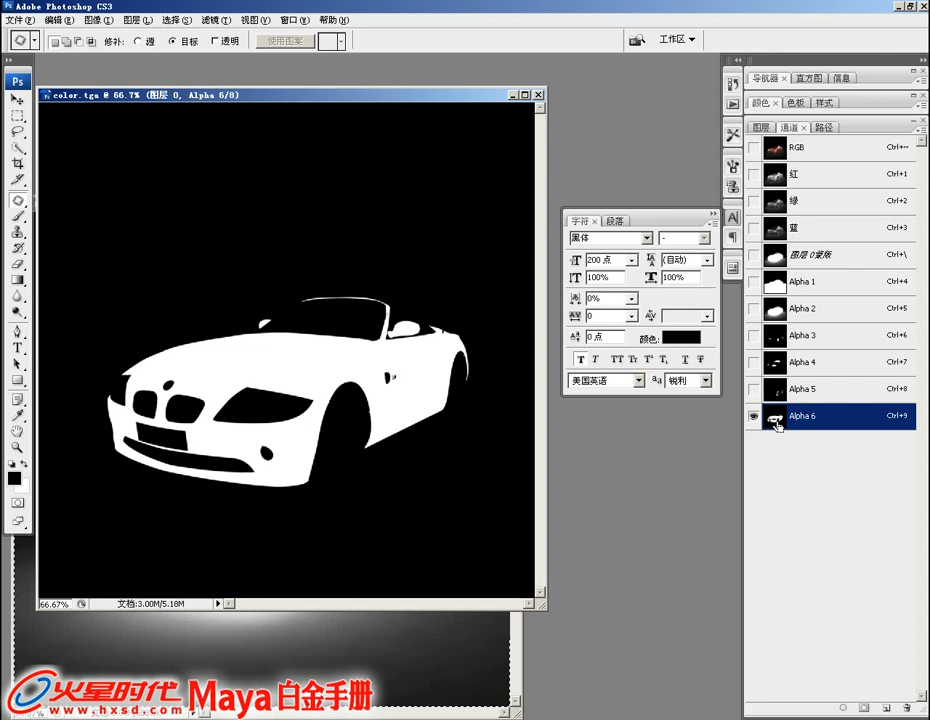 Adobe Photoshop CS3
文件(F) 编辑(E) 图像(I) 图层(L) 选择(S) 滤镜(T) 视图(V) 窗口(W) 帮助(H)
修补: 源 目标 透明 使用图案 工作区
color.tga @ 66.7% (图层 0, Alpha 6/8)
Ps
导航器 × 直方图 信息
颜色 × 色板 样式
图层 通道 × 路径
RGB Ctrl+~
红 Ctrl+1
绿 Ctrl+2
蓝 Ctrl+3
图层 0蒙版 Ctrl+\
Alpha 1 Ctrl+4
Alpha 2 Ctrl+5
Alpha 3 Ctrl+6
Alpha 4 Ctrl+7
Alpha 5 Ctrl+8
Alpha 6 Ctrl+9
字符 × 段落
黑体 -
200 点 (自动)
100% 100%
0%
0
0 点 颜色:
T T TT Tr T¹ T₁ T T
美国英语 aa 锐利
66.67% 文档:3.00M/5.18M
火星时代 Maya白金手册
www.hxsd.com